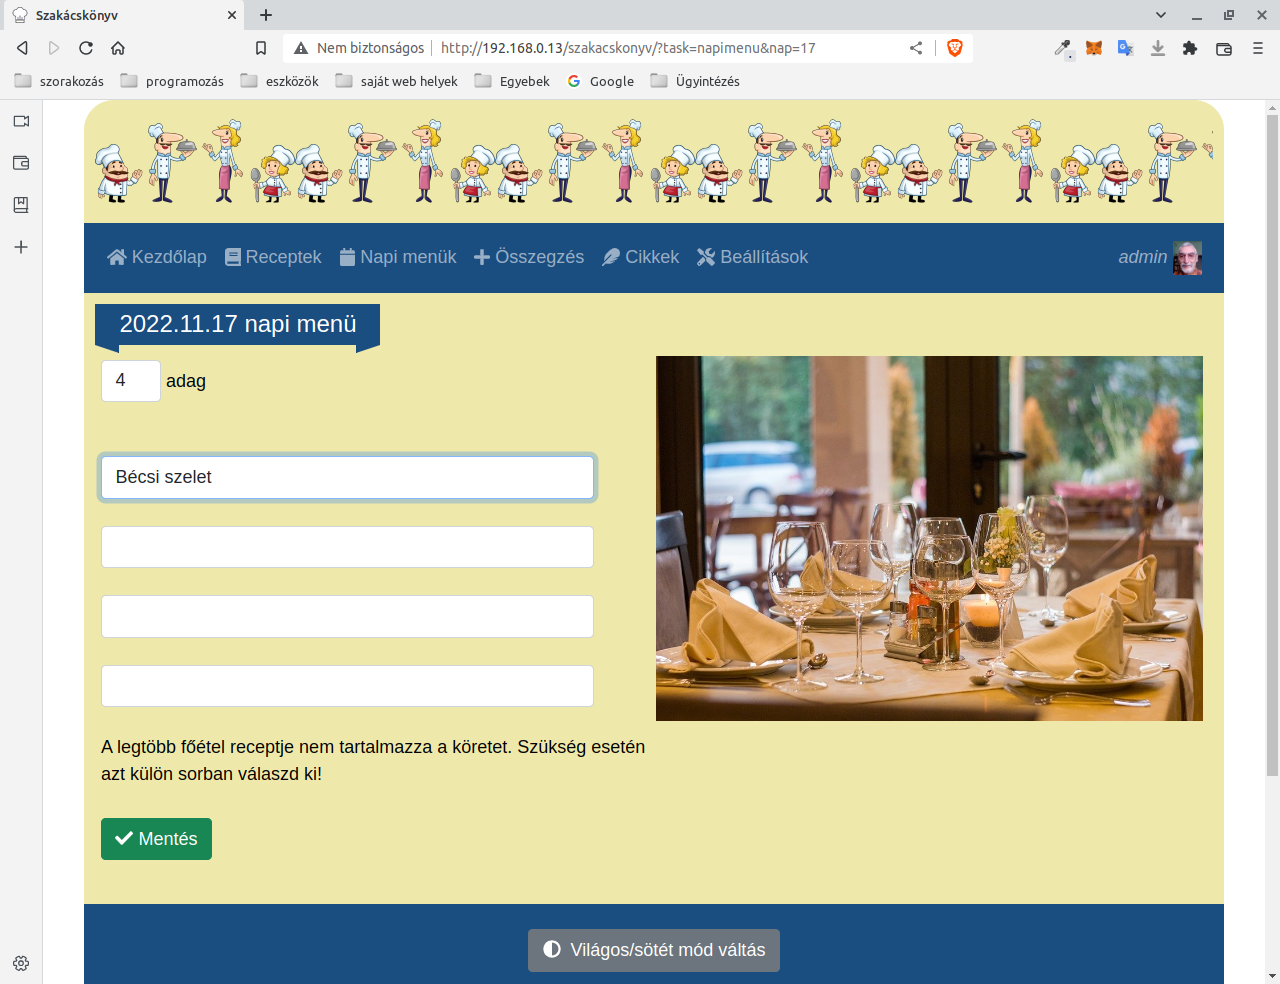 Szakácskönyv
Nem biztonságos http://192.168.0.13/szakacskonyv/?task=napimenu&nap=17
szorakozás programozás eszközök saját web helyek Egyebek Google Ügyintézés
Kezdőlap Receptek Napi menük Összegzés Cikkek Beállítások admin
2022.11.17 napi menü
4 adag
Bécsi szelet
A legtöbb főétel receptje nem tartalmazza a köretet. Szükség esetén
azt külön sorban válaszd ki!
Mentés
Világos/sötét mód váltás